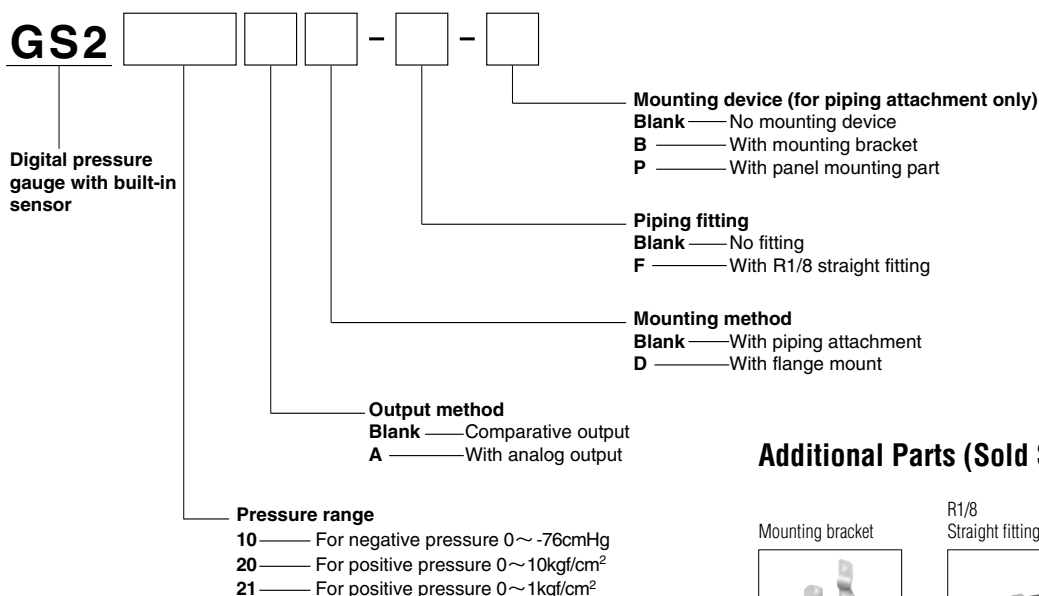 GS2 – –
Digital pressure
gauge with built-in
sensor
Mounting device (for piping attachment only)
Blank — No mounting device
B — With mounting bracket
P — With panel mounting part
Piping fitting
Blank — No fitting
F — With R1/8 straight fitting
Mounting method
Blank — With piping attachment
D — With flange mount
Output method
Blank — Comparative output
A — With analog output
Pressure range
10 — For negative pressure 0～ -76cmHg
20 — For positive pressure 0～10kgf/cm²
21 — For positive pressure 0～1kgf/cm²
Additional Parts (Sold
Mounting bracket
R1/8
Straight fitting